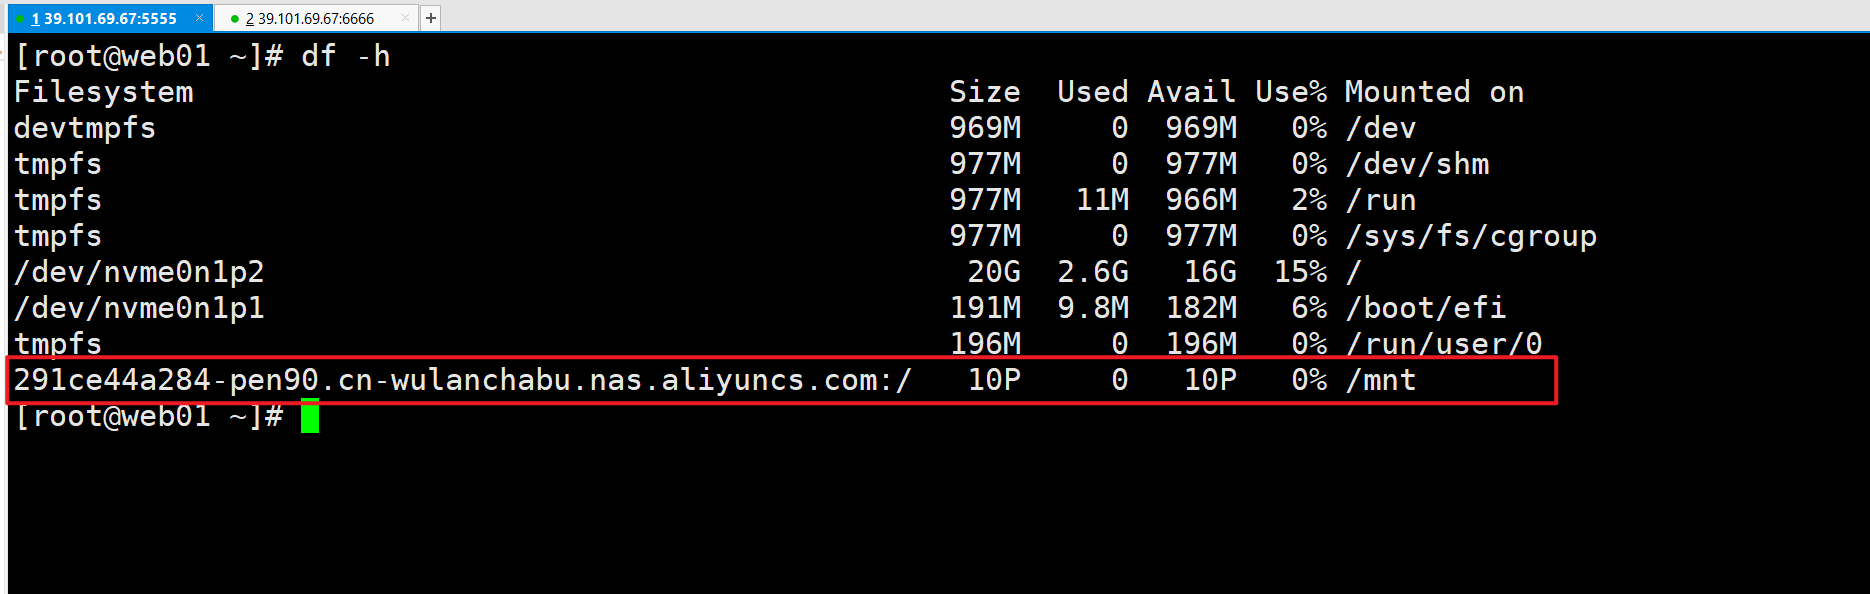 1 39.101.69.67:5555 × 2 39.101.69.67:6666 × +
[root@web01 ~]# df -h
Filesystem Size Used Avail Use% Mounted on
devtmpfs 969M 0 969M 0% /dev
tmpfs 977M 0 977M 0% /dev/shm
tmpfs 977M 11M 966M 2% /run
tmpfs 977M 0 977M 0% /sys/fs/cgroup
/dev/nvme0n1p2 20G 2.6G 16G 15% /
/dev/nvme0n1p1 191M 9.8M 182M 6% /boot/efi
tmpfs 196M 0 196M 0% /run/user/0
291ce44a284-pen90.cn-wulanchabu.nas.aliyuncs.com:/ 10P 0 10P 0% /mnt
[root@web01 ~]#